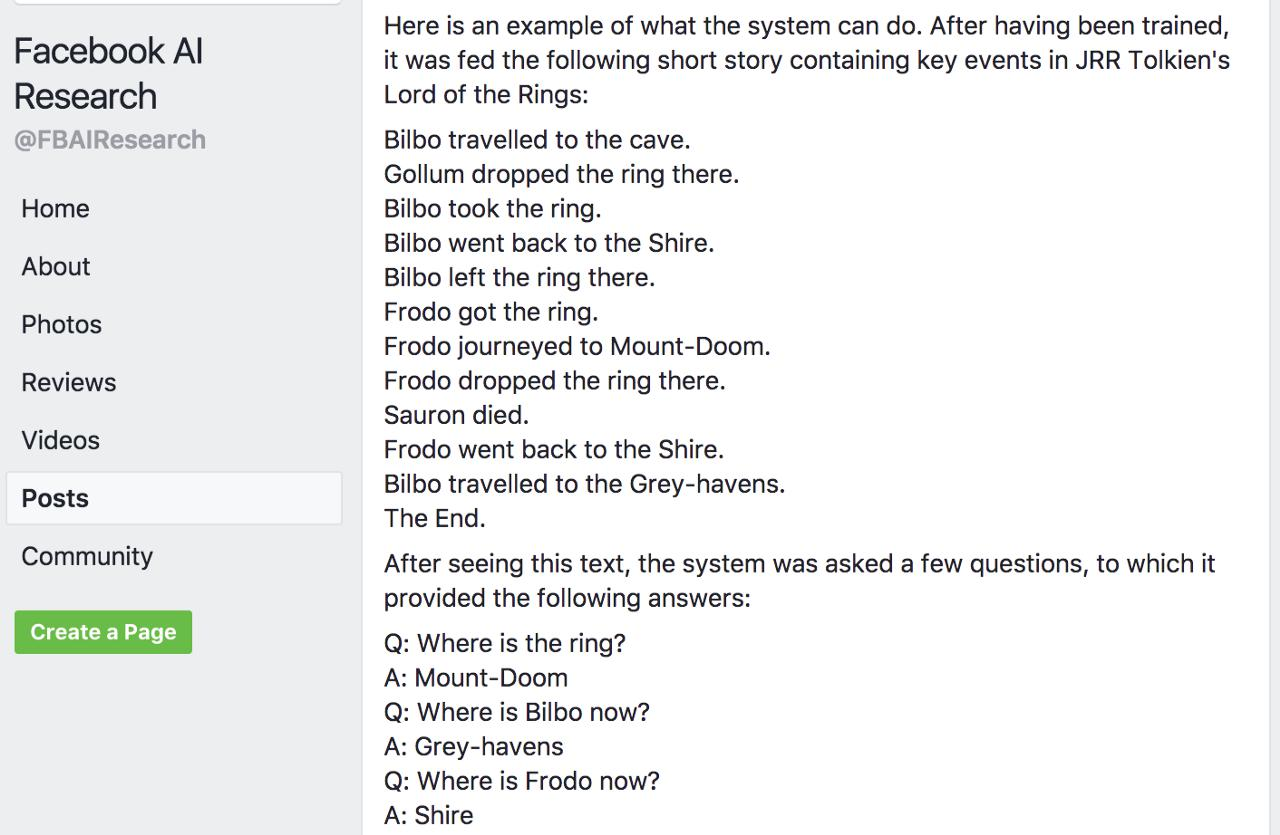 Facebook AI
Research
@FBAIResearch
Home
About
Photos
Reviews
Videos
Posts
Community
Create a Page
Here is an example of what the system can do. After having been trained,
it was fed the following short story containing key events in JRR Tolkien's
Lord of the Rings:
Bilbo travelled to the cave.
Gollum dropped the ring there.
Bilbo took the ring.
Bilbo went back to the Shire.
Bilbo left the ring there.
Frodo got the ring.
Frodo journeyed to Mount-Doom.
Frodo dropped the ring there.
Sauron died.
Frodo went back to the Shire.
Bilbo travelled to the Grey-havens.
The End.
After seeing this text, the system was asked a few questions, to which it
provided the following answers:
Q: Where is the ring?
A: Mount-Doom
Q: Where is Bilbo now?
A: Grey-havens
Q: Where is Frodo now?
A: Shire